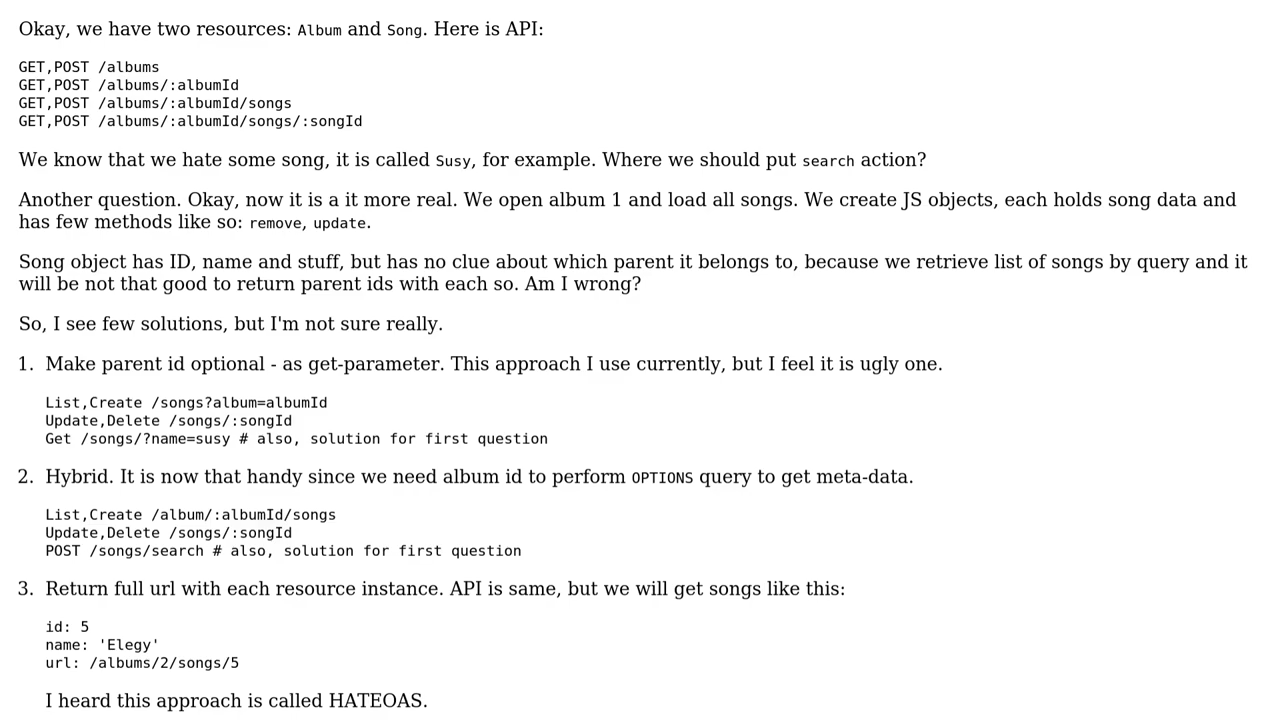 Okay, we have two resources: Album and Song. Here is API:
GET,POST /albums
GET,POST /albums/:albumId
GET,POST /albums/:albumId/songs
GET,POST /albums/:albumId/songs/:songId
We know that we hate some song, it is called Susy, for example. Where we should put search action?
Another question. Okay, now it is a it more real. We open album 1 and load all songs. We create JS objects, each holds song data and
has few methods like so: remove, update.
Song object has ID, name and stuff, but has no clue about which parent it belongs to, because we retrieve list of songs by query and it
will be not that good to return parent ids with each so. Am I wrong?
So, I see few solutions, but I'm not sure really.
1. Make parent id optional - as get-parameter. This approach I use currently, but I feel it is ugly one.
List,Create /songs?album=albumId
Update,Delete /songs/:songId
Get /songs/?name=susy # also, solution for first question
2. Hybrid. It is now that handy since we need album id to perform OPTIONS query to get meta-data.
List,Create /album/:albumId/songs
Update,Delete /songs/:songId
POST /songs/search # also, solution for first question
3. Return full url with each resource instance. API is same, but we will get songs like this:
id: 5
name: 'Elegy'
url: /albums/2/songs/5
I heard this approach is called HATEOAS.